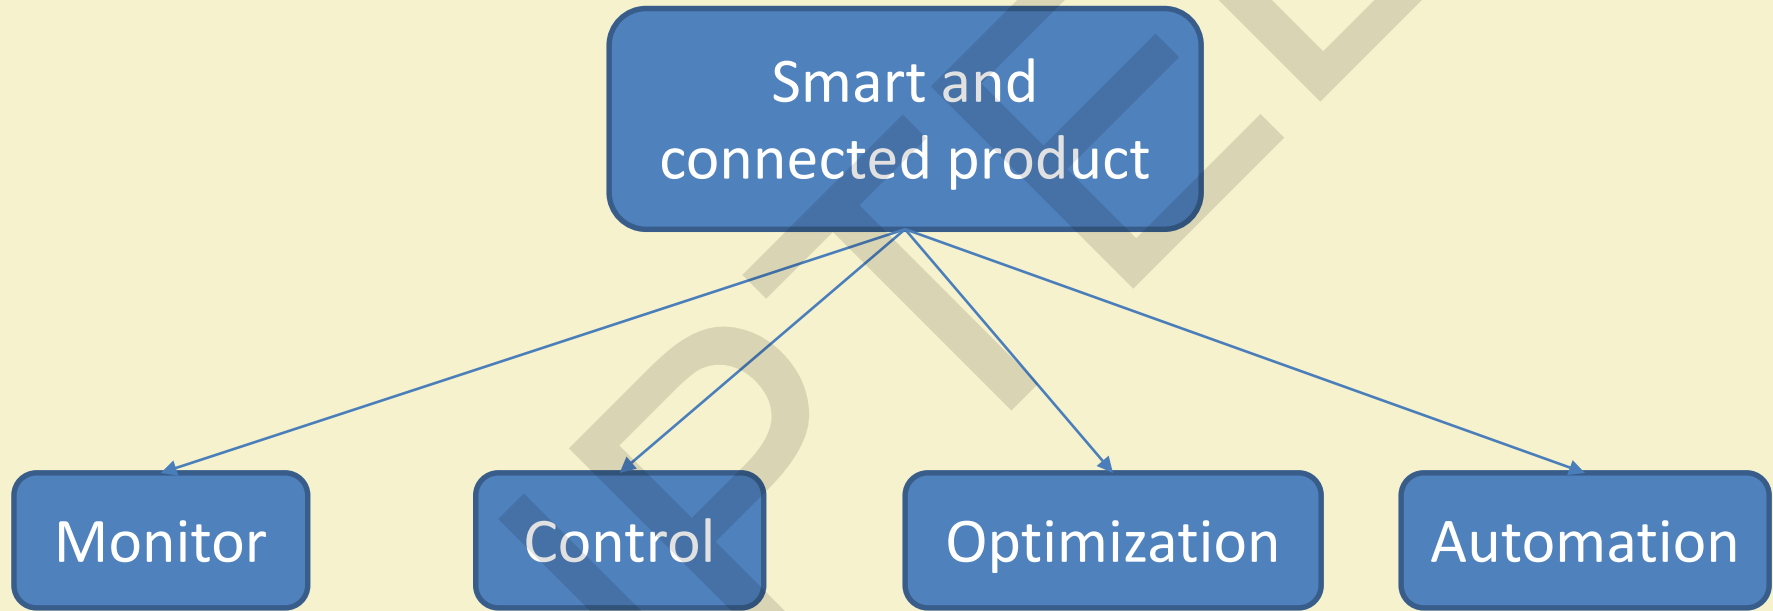 Smart and
connected product
Monitor
Control
Optimization
Automation